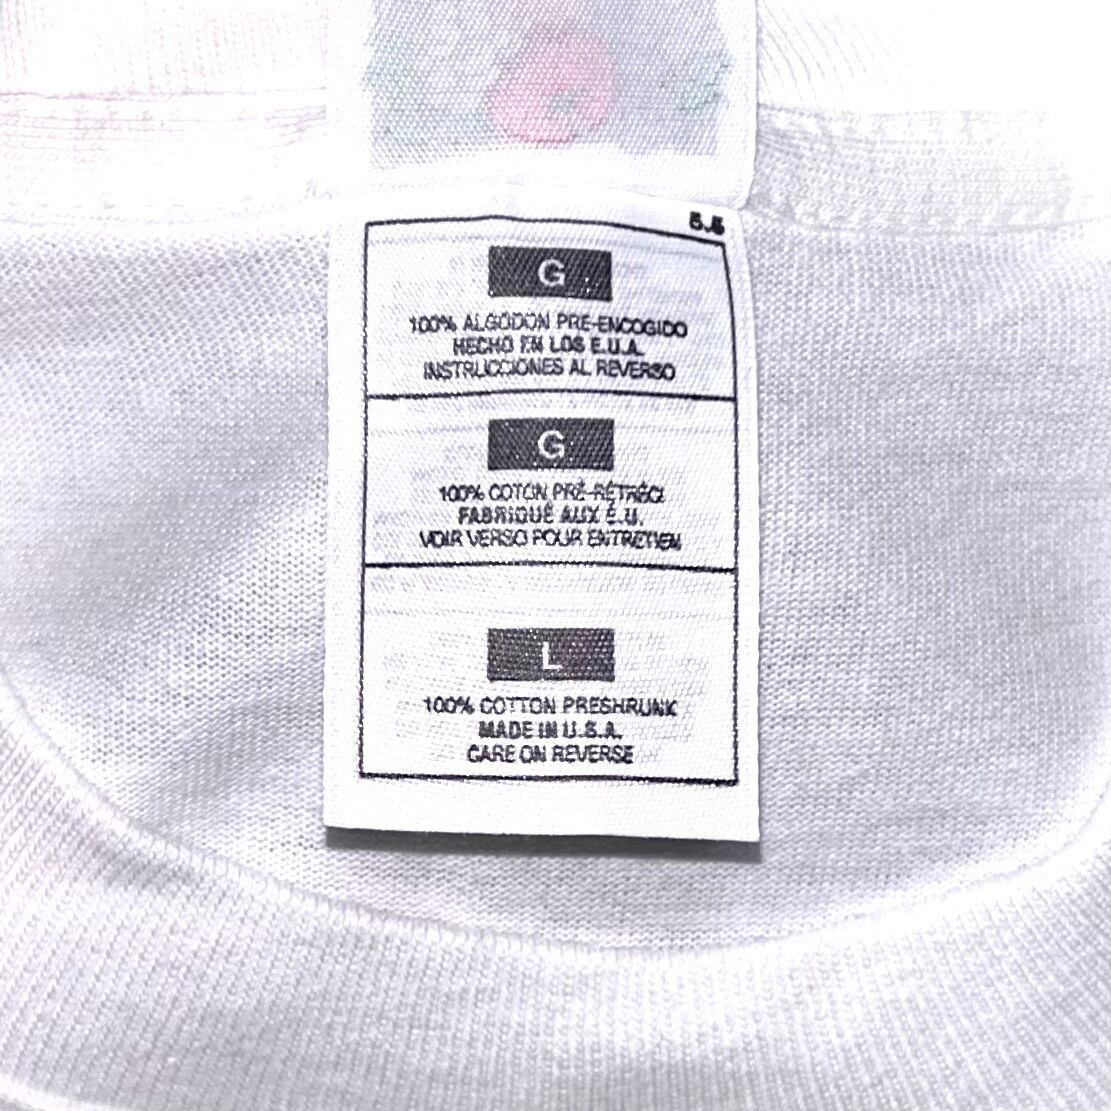 5.5
G
100% ALGODON PRE-ENCOGIDO
HECHO EN LOS E.U.A.
INSTRUCCIONES AL REVERSO
G
100% COTON PRÉ-RÉTRÉCI
FABRIQUÉ AUX É.U.
VOIR VERSO POUR ENTRETIEN
L
100% COTTON PRESHRUNK
MADE IN U.S.A.
CARE ON REVERSE